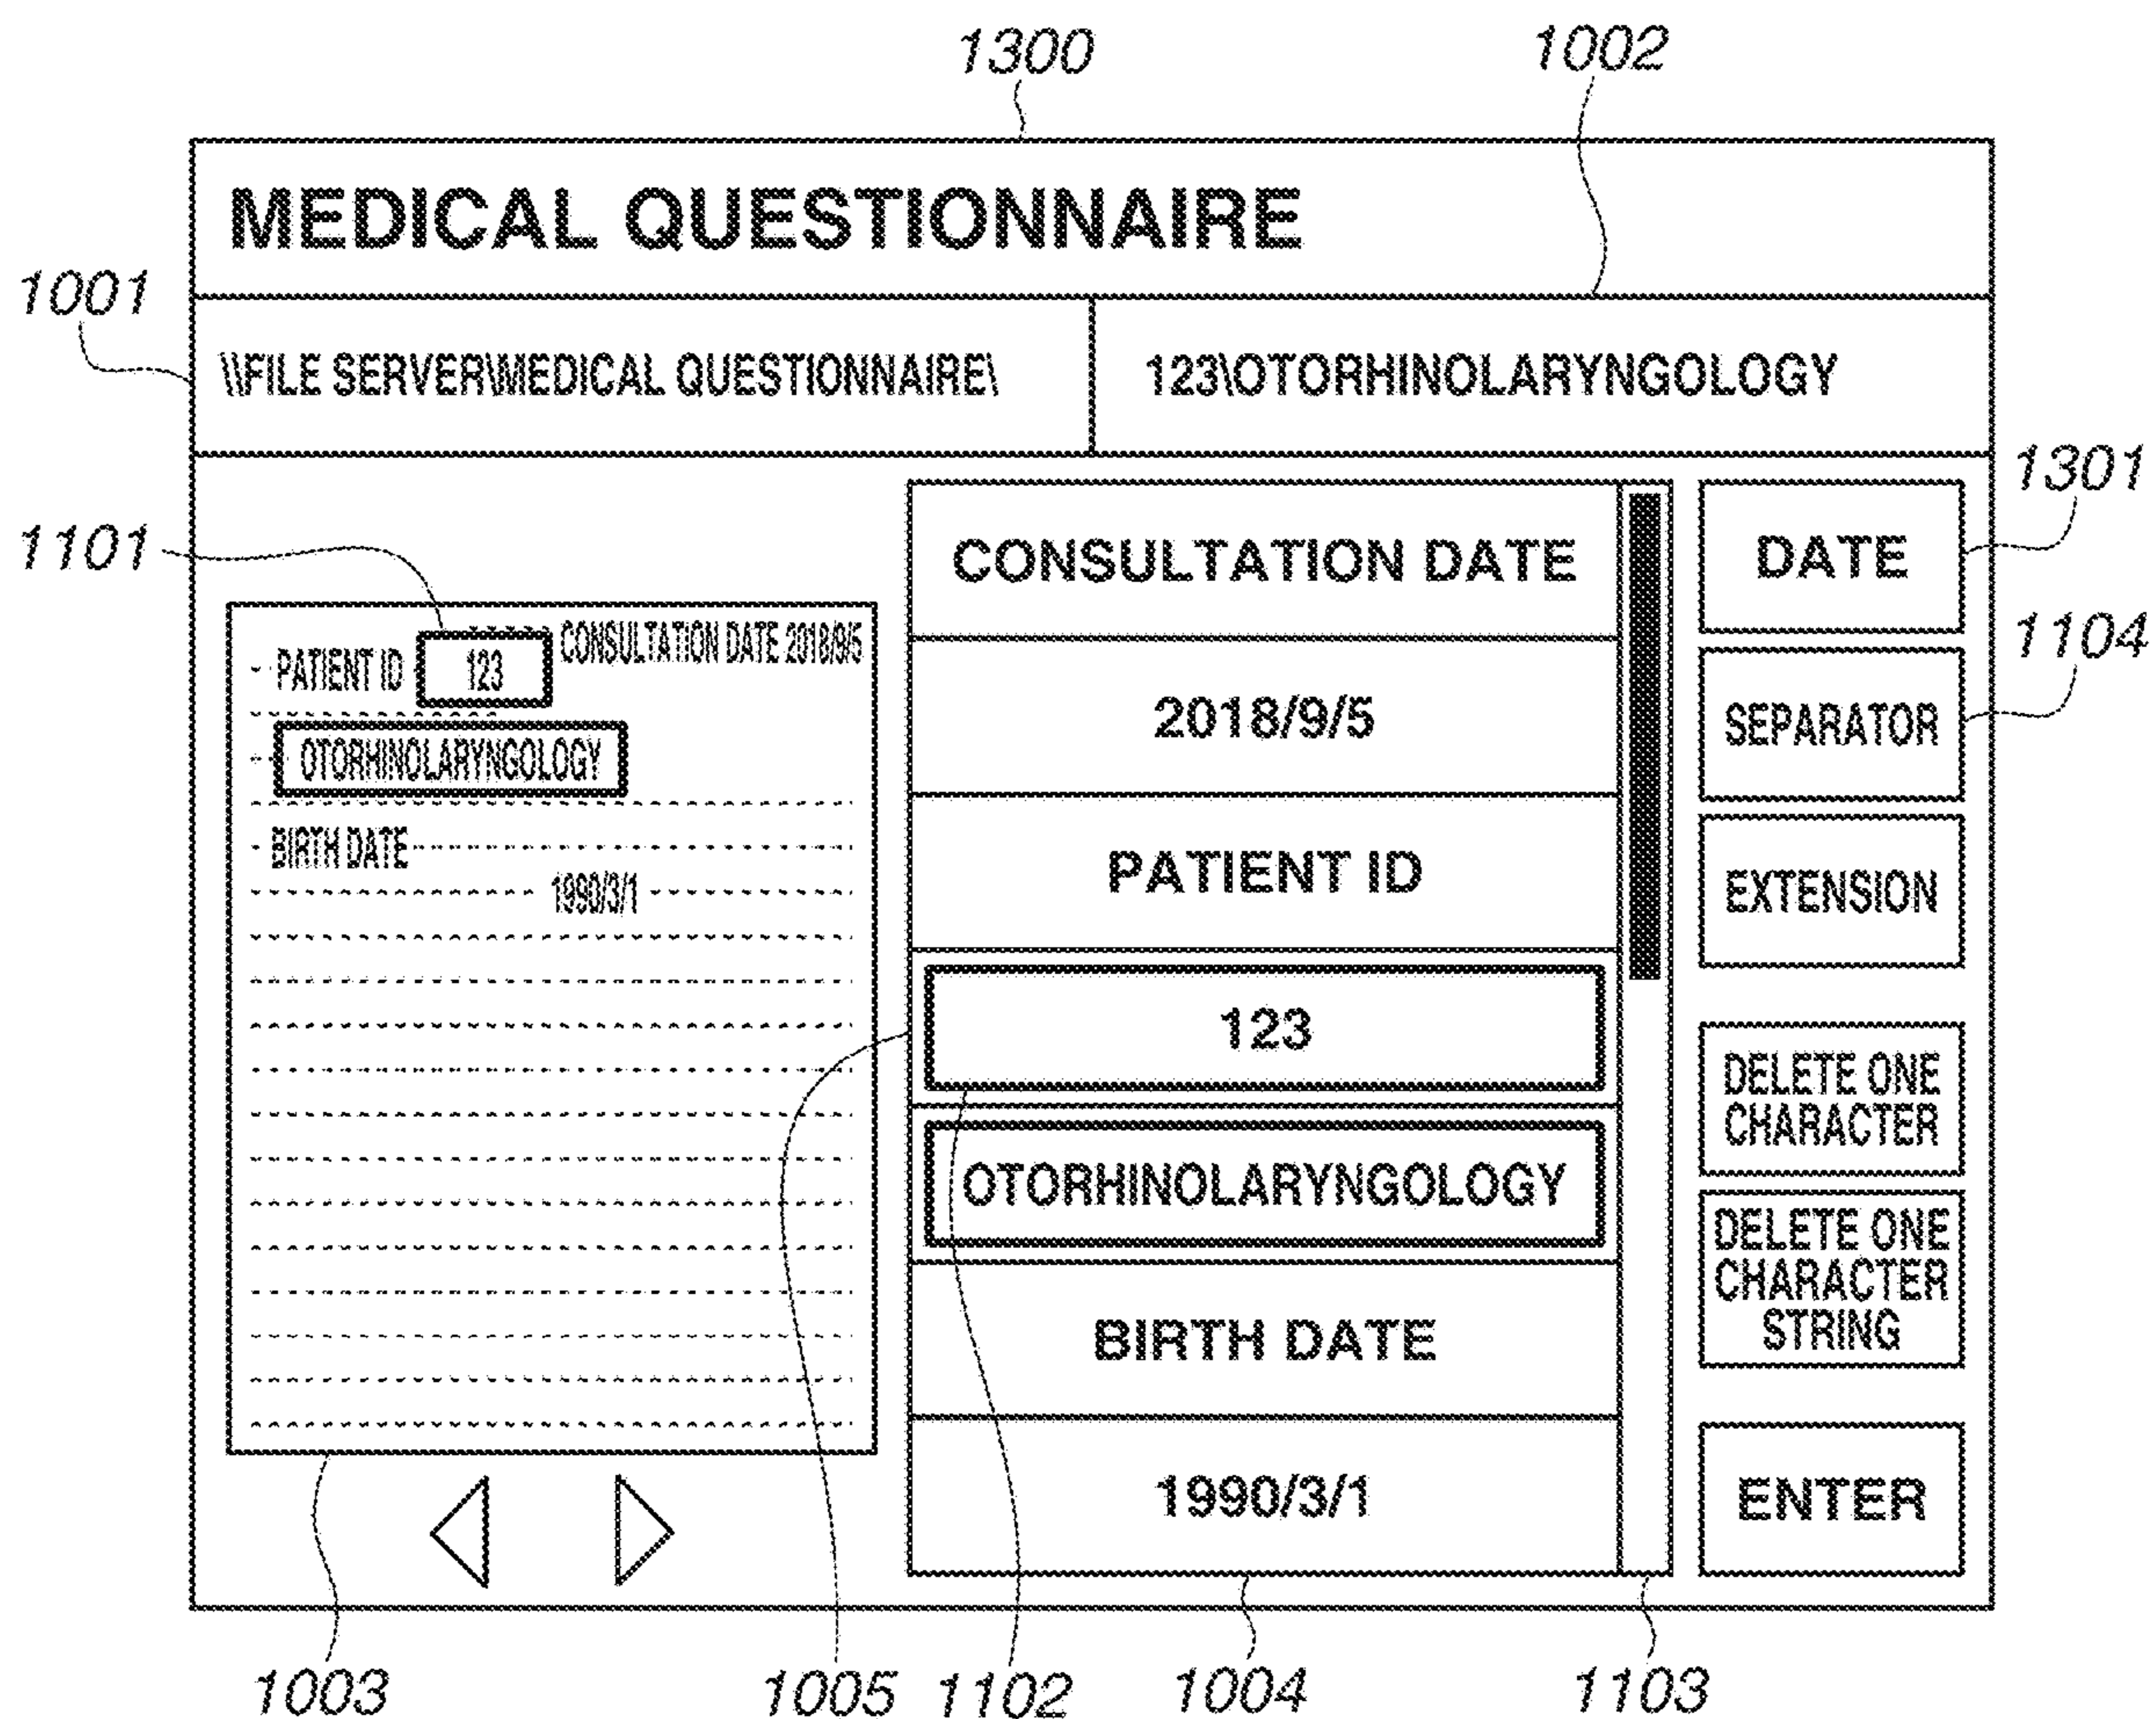 1300
1002
MEDICAL QUESTIONNAIRE
1001
\\FILE SERVER\MEDICAL QUESTIONNAIRE\
123\OTORHINOLARYNGOLOGY
1101
PATIENT ID
123
CONSULTATION DATE 2018/9/5
OTORHINOLARYNGOLOGY
BIRTH DATE
1990/3/1
CONSULTATION DATE
2018/9/5
PATIENT ID
123
OTORHINOLARYNGOLOGY
BIRTH DATE
1990/3/1
DATE
1301
SEPARATOR
1104
EXTENSION
DELETE ONE
CHARACTER
DELETE ONE
CHARACTER
STRING
ENTER
1003
1005
1102
1004
1103